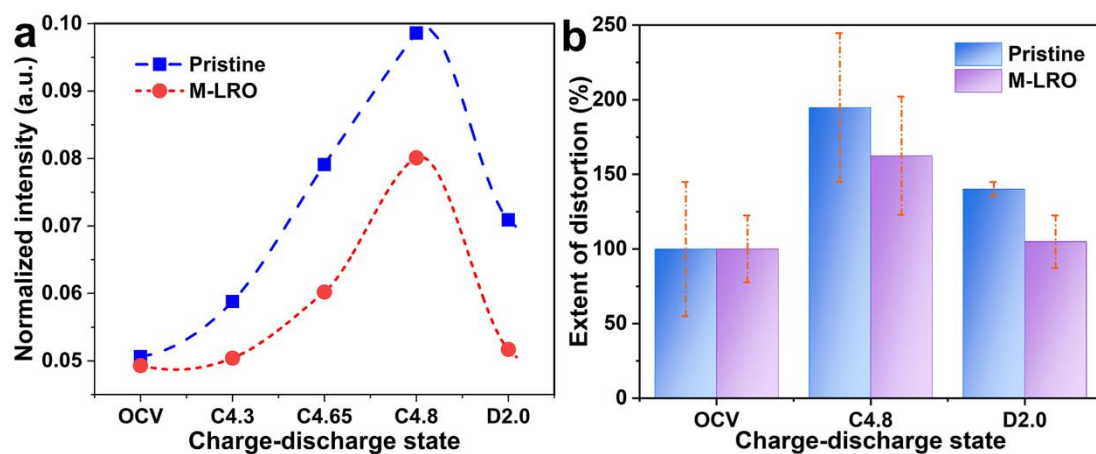 a
Normalized intensity (a.u.)
0.10
0.09
0.08
0.07
0.06
0.05
Pristine
M-LRO
OCV C4.3 C4.65 C4.8 D2.0
Charge-discharge state
b
Extent of distortion (%)
250
200
150
100
50
0
Pristine
M-LRO
OCV C4.8 D2.0
Charge-discharge state